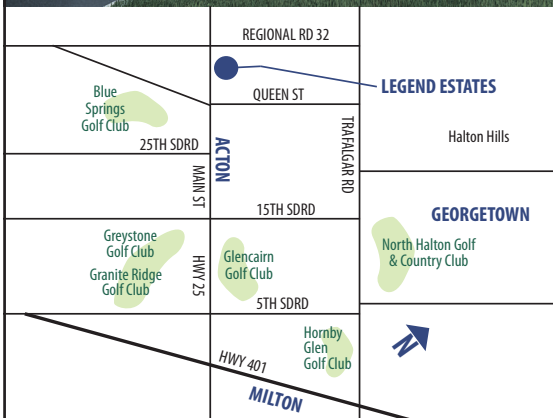 REGIONAL RD 32
LEGEND ESTATES
QUEEN ST
Blue
Springs
Golf Club
25TH SDRD
ACTON
MAIN ST
TRAFALGAR RD
Halton Hills
15TH SDRD
GEORGETOWN
Greystone
Golf Club
Granite Ridge
Golf Club
HWY 25
Glencairn
Golf Club
North Halton Golf
& Country Club
5TH SDRD
Hornby
Glen
Golf Club
N
HWY 401
MILTON